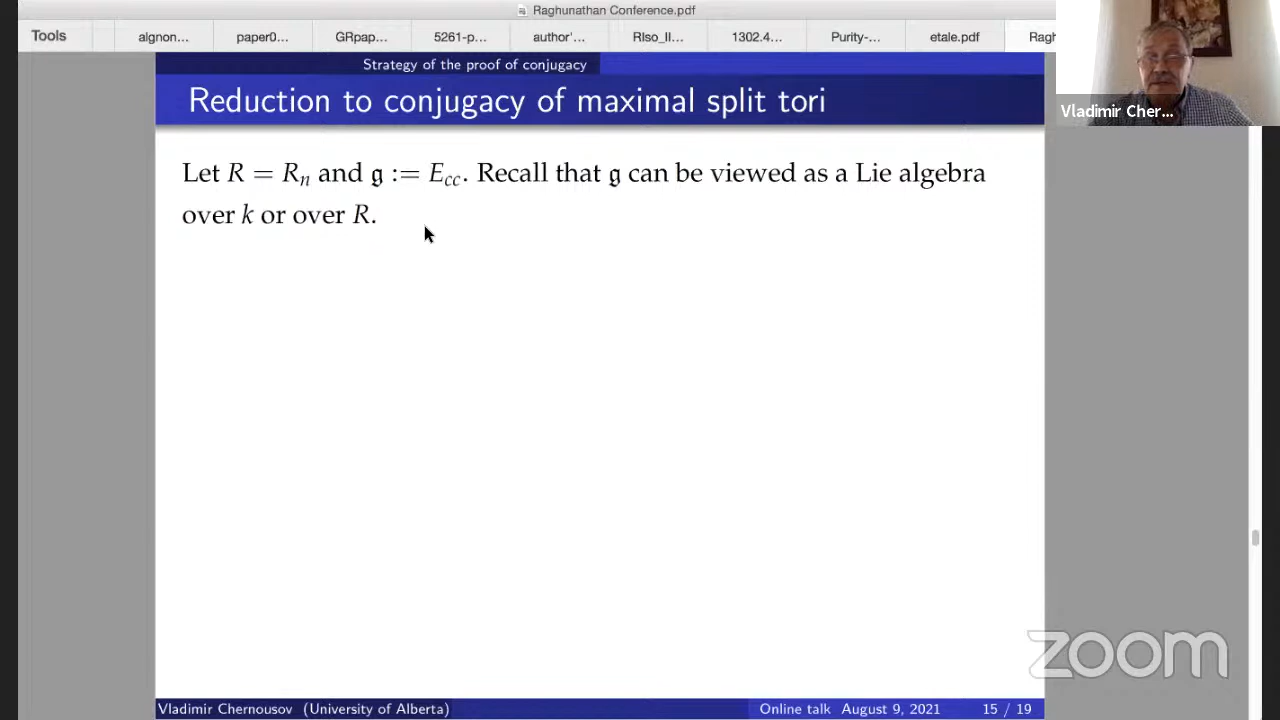 Raghunathan Conference.pdf
Tools
algnon...
paper0...
GRpap...
5261-p...
author'...
RIso_II...
1302.4...
Purity-...
etale.pdf
Ragh
Vladimir Cher...
Strategy of the proof of conjugacy
Reduction to conjugacy of maximal split tori
Let R = Rₙ and 𝔤 := E_cc. Recall that 𝔤 can be viewed as a Lie algebra
over k or over R.
zoom
Vladimir Chernousov (University of Alberta)
Online talk August 9, 2021
15 / 19